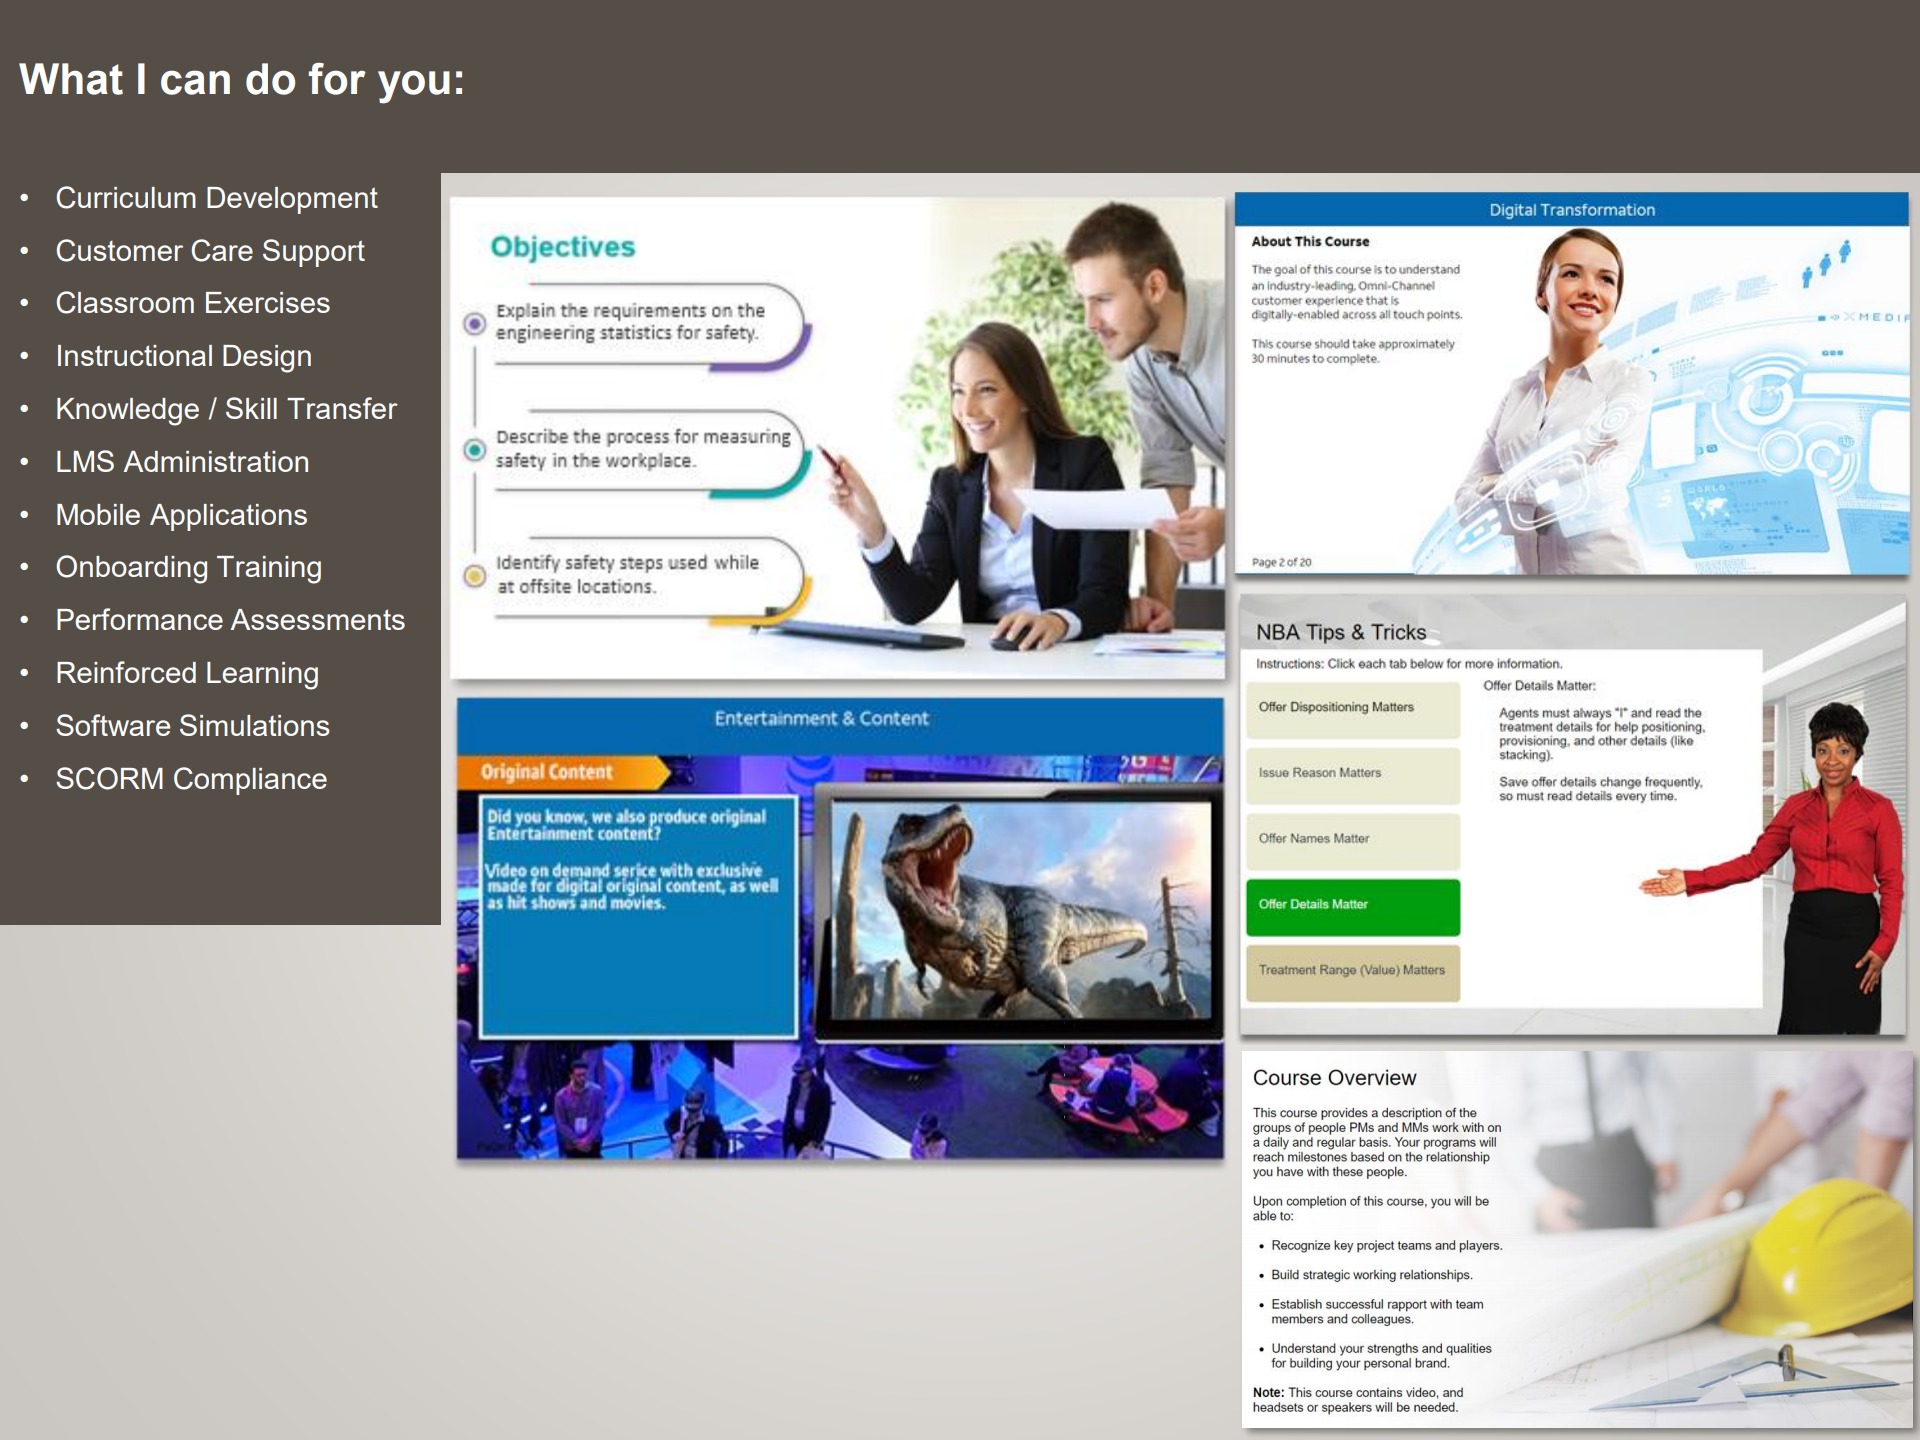 What I can do for you:
• Curriculum Development
• Customer Care Support
• Classroom Exercises
• Instructional Design
• Knowledge / Skill Transfer
• LMS Administration
• Mobile Applications
• Onboarding Training
• Performance Assessments
• Reinforced Learning
• Software Simulations
• SCORM Compliance
Objectives
Explain the requirements on the
engineering statistics for safety.
Describe the process for measuring
safety in the workplace.
Identify safety steps used while
at offsite locations.
Digital Transformation
About This Course
The goal of this course is to understand
an industry-leading, Omni-Channel
customer experience that is
digitally-enabled across all touch points.
This course should take approximately
30 minutes to complete.
Page 2 of 20
Entertainment & Content
Original Content
Did you know, we also produce original
Entertainment content?
Video on demand serice with exclusive
made for digital original content, as well
as hit shows and movies.
NBA Tips & Tricks
Instructions: Click each tab below for more information.
Offer Dispositioning Matters
Issue Reason Matters
Offer Names Matter
Offer Details Matter
Treatment Range (Value) Matters
Offer Details Matter:
Agents must always "I" and read the
treatment details for help positioning,
provisioning, and other details (like
stacking).
Save offer details change frequently,
so must read details every time.
Course Overview
This course provides a description of the
groups of people PMs and MMs work with on
a daily and regular basis. Your programs will
reach milestones based on the relationship
you have with these people.
Upon completion of this course, you will be
able to:
• Recognize key project teams and players.
• Build strategic working relationships.
• Establish successful rapport with team
members and colleagues.
• Understand your strengths and qualities
for building your personal brand.
Note: This course contains video, and
headsets or speakers will be needed.